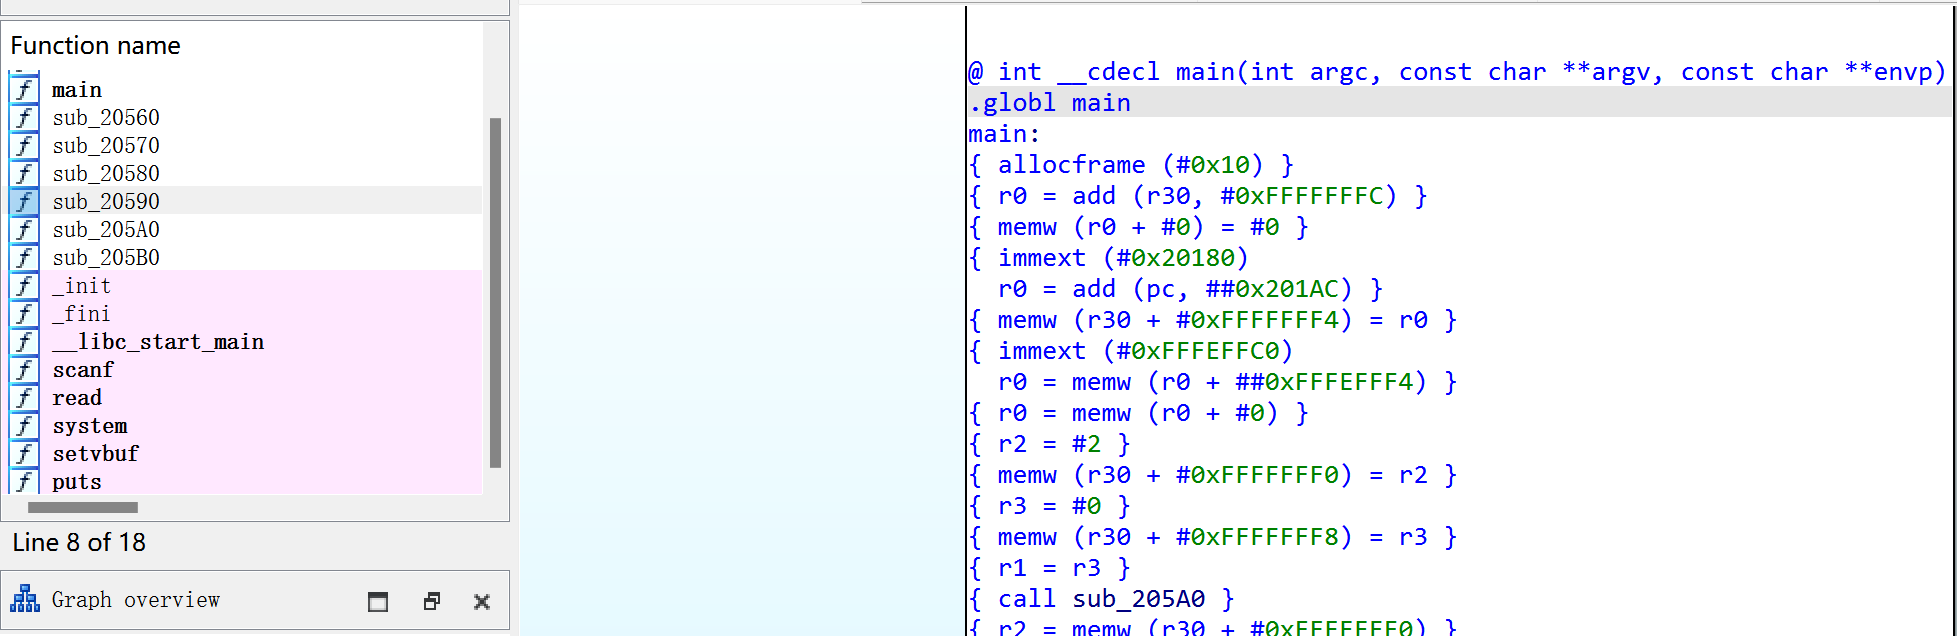 Function name
main
sub_20560
sub_20570
sub_20580
sub_20590
sub_205A0
sub_205B0
_init
_fini
__libc_start_main
scanf
read
system
setvbuf
puts
Line 8 of 18
Graph overview
@ int __cdecl main(int argc, const char **argv, const char **envp)
.globl main
main:
{ allocframe (#0x10) }
{ r0 = add (r30, #0xFFFFFFFC) }
{ memw (r0 + #0) = #0 }
{ immext (#0x20180)
r0 = add (pc, ##0x201AC) }
{ memw (r30 + #0xFFFFFFF4) = r0 }
{ immext (#0xFFFEFFC0)
r0 = memw (r0 + ##0xFFFEFFF4) }
{ r0 = memw (r0 + #0) }
{ r2 = #2 }
{ memw (r30 + #0xFFFFFFF0) = r2 }
{ r3 = #0 }
{ memw (r30 + #0xFFFFFFF8) = r3 }
{ r1 = r3 }
{ call sub_205A0 }
{ r2 = memw (r30 + #0xFFFFFFF0) }